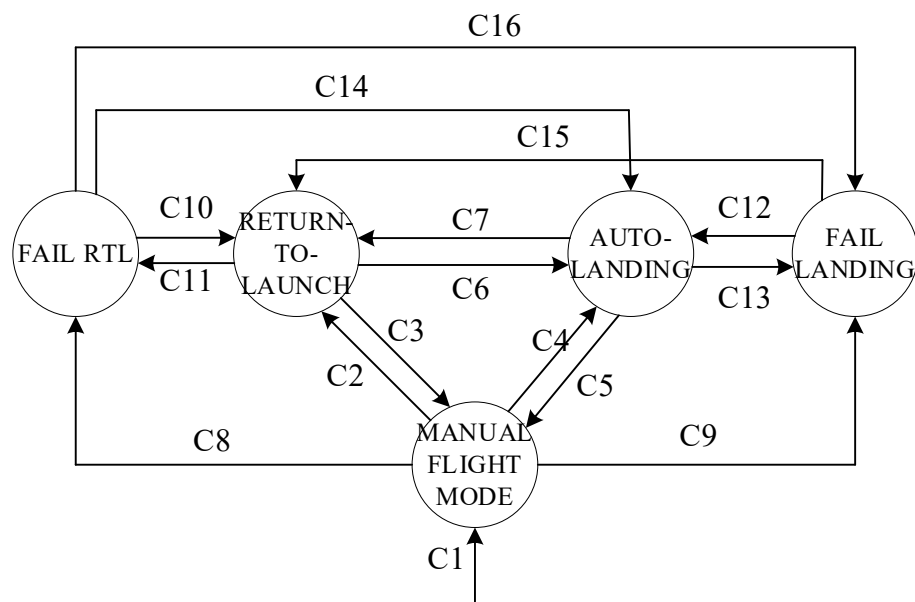 C16
C14
C15
C10
RETURN-
TO-
LAUNCH
C7
AUTO-
LANDING
C12
FAIL
LANDING
FAIL RTL
C11
C6
C13
C3
C2
C4
C5
C8
MANUAL
FLIGHT
MODE
C9
C1